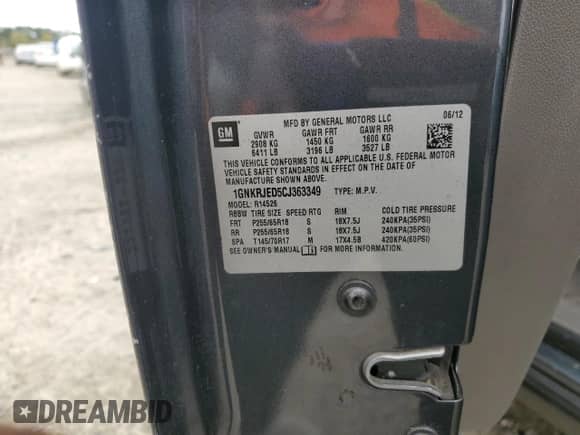 GM
MFD BY GENERAL MOTORS LLC
06/12
GVWR GAWR FRT GAWR RR
2908 KG 1450 KG 1600 KG
6411 LB 3196 LB 3527 LB
THIS VEHICLE CONFORMS TO ALL APPLICABLE U.S. FEDERAL MOTOR
VEHICLE SAFETY STANDARDS IN EFFECT ON THE DATE OF
MANUFACTURE SHOWN ABOVE.
1GNKRJED5CJ363349 TYPE: M.P.V.
MODEL: R14526
RBBW TIRE SIZE SPEED RTG RIM COLD TIRE PRESSURE
FRT P255/65R18 S 18X7.5J 240KPA(35PSI)
RR P255/65R18 S 18X7.5J 240KPA(35PSI)
SPA T145/70R17 M 17X4.5B 420KPA(60PSI)
SEE OWNER'S MANUAL FOR MORE INFORMATION.
DREAMBID